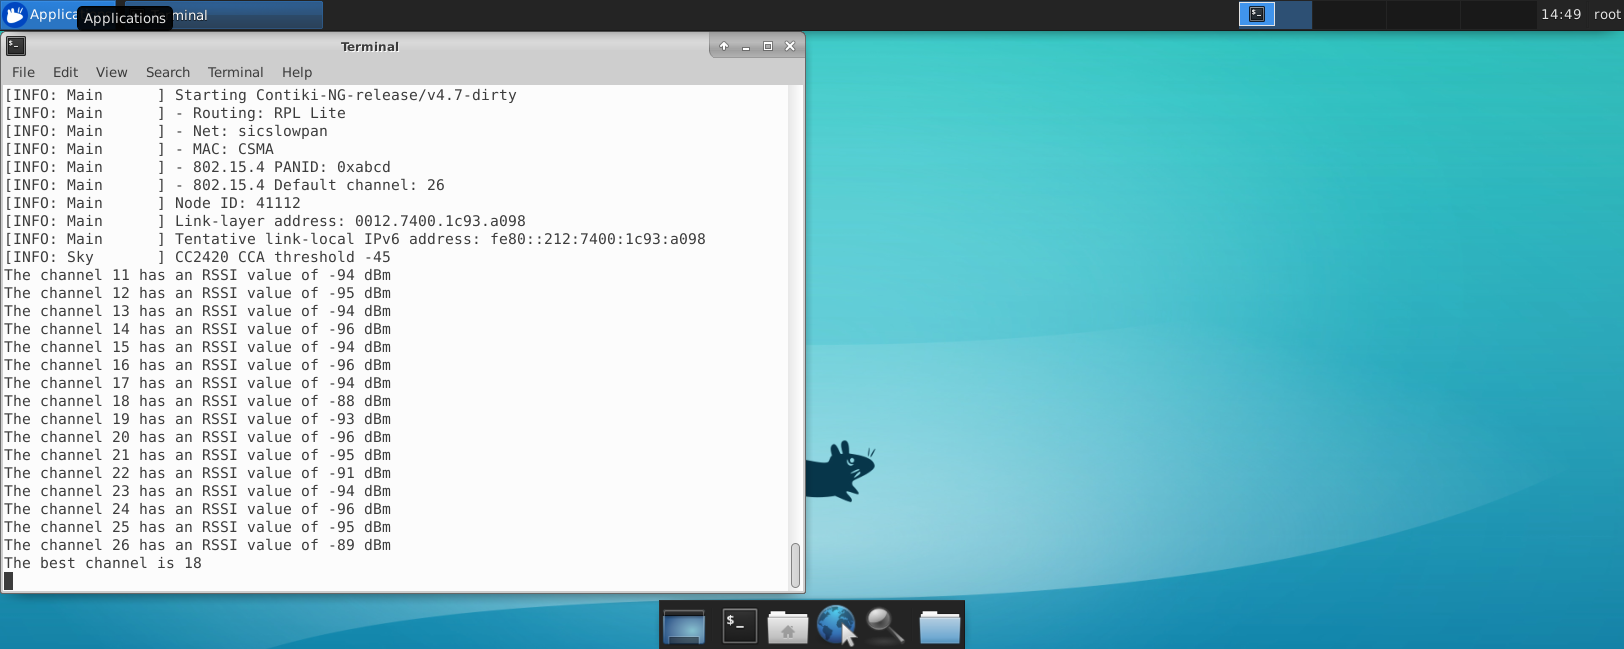 Applica
Applications
minal
14:49
root
Terminal
File Edit View Search Terminal Help
[INFO: Main      ] Starting Contiki-NG-release/v4.7-dirty
[INFO: Main      ] - Routing: RPL Lite
[INFO: Main      ] - Net: sicslowpan
[INFO: Main      ] - MAC: CSMA
[INFO: Main      ] - 802.15.4 PANID: 0xabcd
[INFO: Main      ] - 802.15.4 Default channel: 26
[INFO: Main      ] Node ID: 41112
[INFO: Main      ] Link-layer address: 0012.7400.1c93.a098
[INFO: Main      ] Tentative link-local IPv6 address: fe80::212:7400:1c93:a098
[INFO: Sky       ] CC2420 CCA threshold -45
The channel 11 has an RSSI value of -94 dBm
The channel 12 has an RSSI value of -95 dBm
The channel 13 has an RSSI value of -94 dBm
The channel 14 has an RSSI value of -96 dBm
The channel 15 has an RSSI value of -94 dBm
The channel 16 has an RSSI value of -96 dBm
The channel 17 has an RSSI value of -94 dBm
The channel 18 has an RSSI value of -88 dBm
The channel 19 has an RSSI value of -93 dBm
The channel 20 has an RSSI value of -96 dBm
The channel 21 has an RSSI value of -95 dBm
The channel 22 has an RSSI value of -91 dBm
The channel 23 has an RSSI value of -94 dBm
The channel 24 has an RSSI value of -96 dBm
The channel 25 has an RSSI value of -95 dBm
The channel 26 has an RSSI value of -89 dBm
The best channel is 18
$_